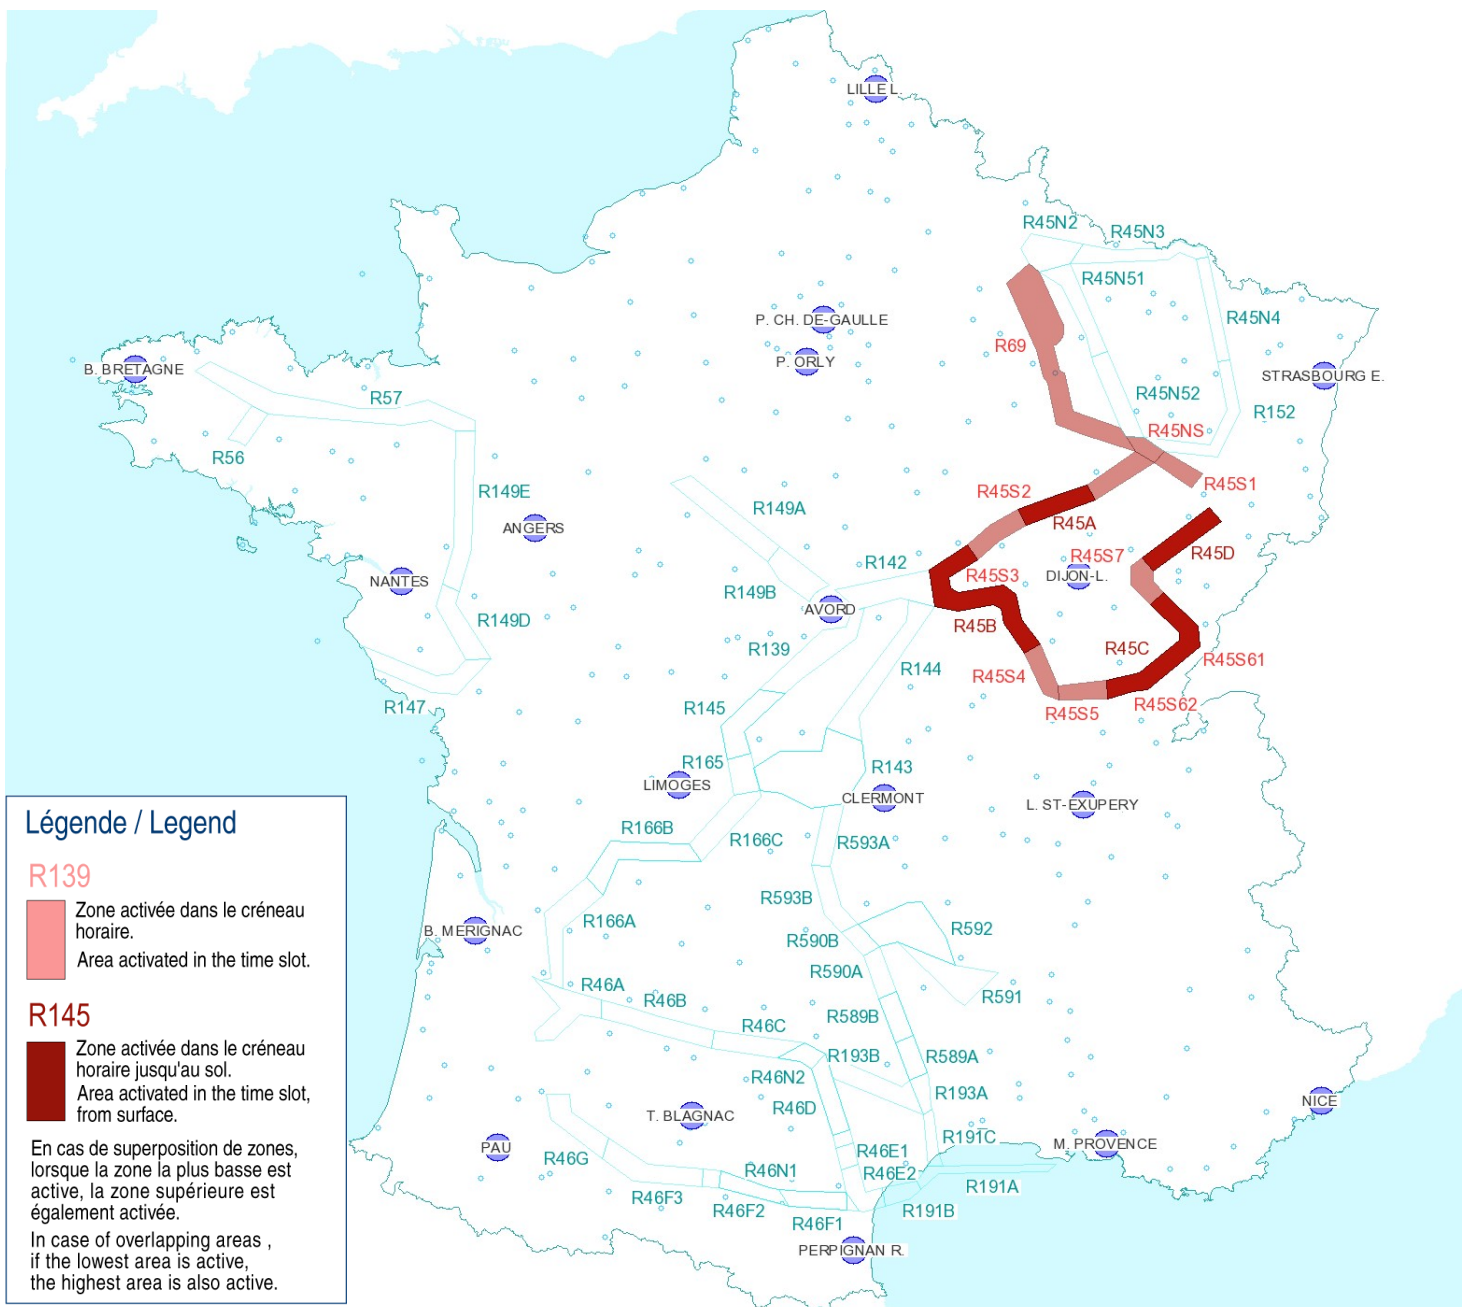 LILLE L.
R45N2
R45N3
R45N51
P. CH. DE-GAULLE
R45N4
R69
P. ORLY
B. BRETAGNE
STRASBOURG E.
R57
R45N52
R152
R56
R45NS
R149E
R45S2
R45S1
R149A
R45A
ANGERS
R45S7
R45D
R142
R45S3
DIJON-L.
NANTES
R149B
AVORD
R149D
R45B
R139
R45C
R45S61
R144
R45S4
R147
R145
R45S5
R45S62
R165
R143
LIMOGES
CLERMONT
L. ST-EXUPERY
R166B
R166C
R593A
R593B
R166A
B. MERIGNAC
R592
R590B
R590A
R46A
R46B
R591
R46C
R589B
R193B
R589A
R46N2
R193A
R46D
T. BLAGNAC
NICE
PAU
R191C
M. PROVENCE
R46G
R46E1
R46N1
R46E2
R46F3
R191A
R46F2
R46F1
R191B
PERPIGNAN R.
Légende / Legend
R139
Zone activée dans le créneau
horaire.
Area activated in the time slot.
R145
Zone activée dans le créneau
horaire jusqu'au sol.
Area activated in the time slot,
from surface.
En cas de superposition de zones,
lorsque la zone la plus basse est
active, la zone supérieure est
également activée.
In case of overlapping areas ,
if the lowest area is active,
the highest area is also active.